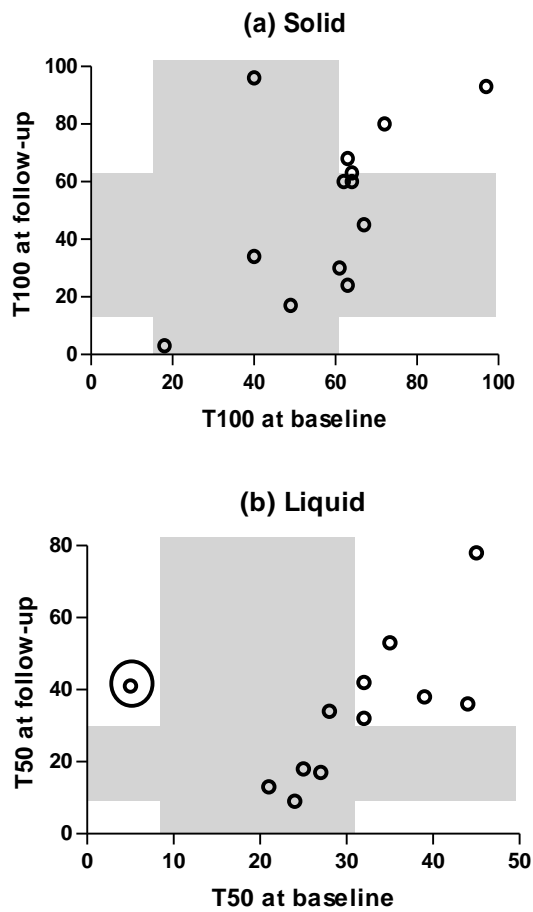 (a) Solid
100
80
60
40
20
0
T100 at follow-up
0 20 40 60 80 100
T100 at baseline
(b) Liquid
80
60
40
20
0
T50 at follow-up
0 10 20 30 40 50
T50 at baseline